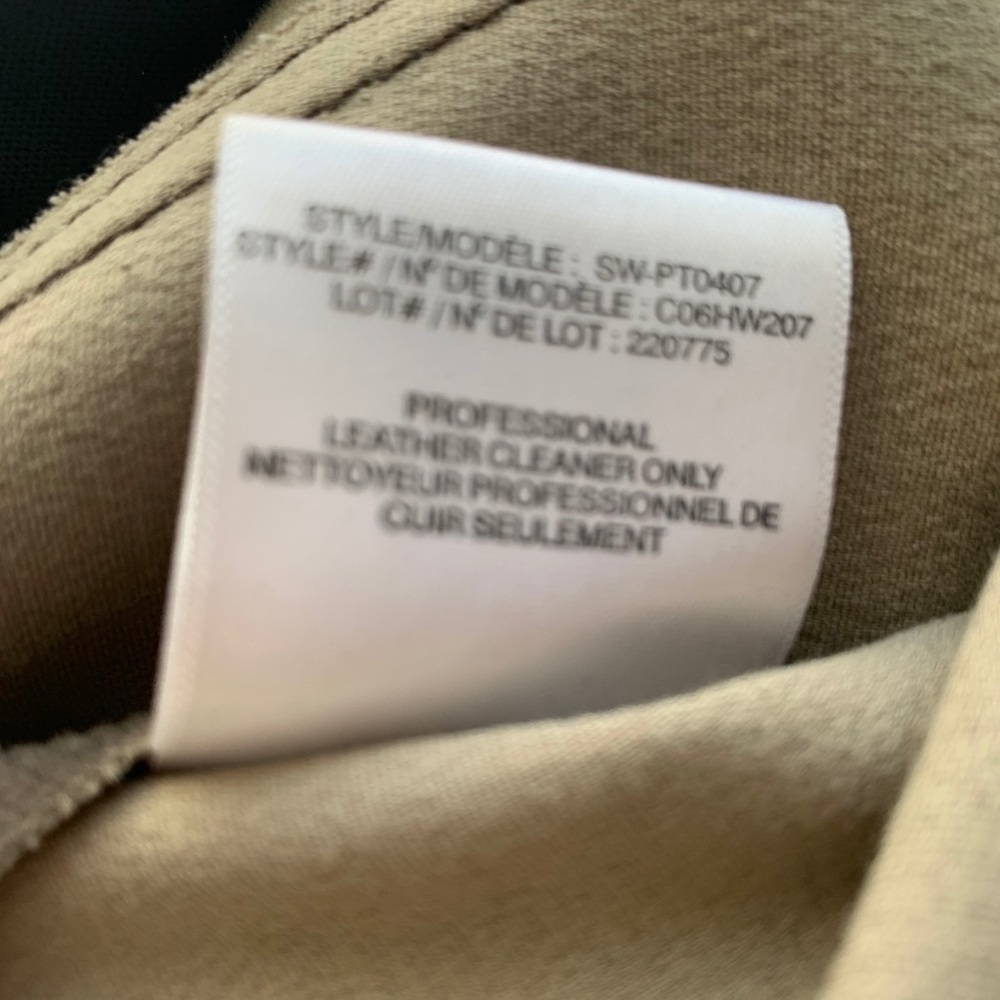 STYLE/MODÈLE : SW-PT0407
STYLE# / Nº DE MODÈLE : C06HW207
LOT# / Nº DE LOT : 220775
PROFESSIONAL
LEATHER CLEANER ONLY
NETTOYEUR PROFESSIONNEL DE
CUIR SEULEMENT